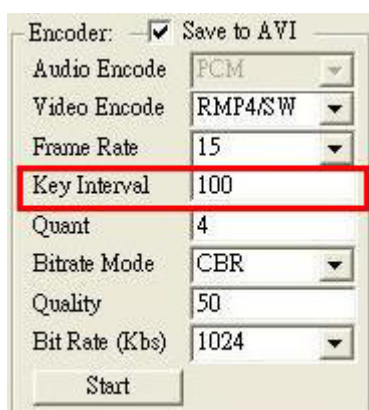 Encoder: Save to AVI
Audio Encode PCM
Video Encode RMP4/SW
Frame Rate 15
Key Interval 100
Quant 4
Bitrate Mode CBR
Quality 50
Bit Rate (Kbs) 1024
Start